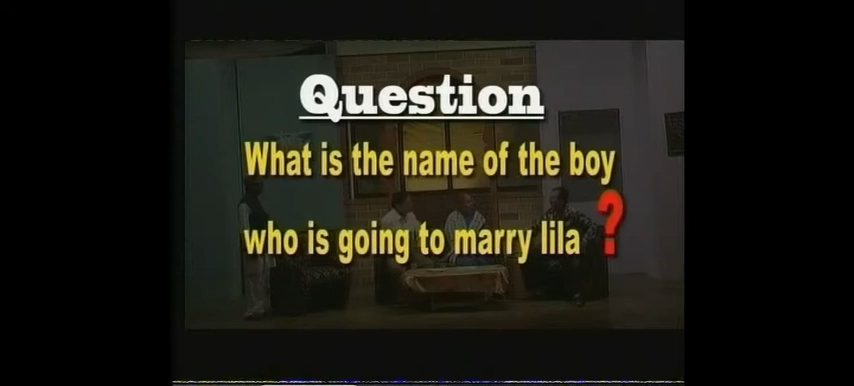 Question
What is the name of the boy
who is going to marry lila ?